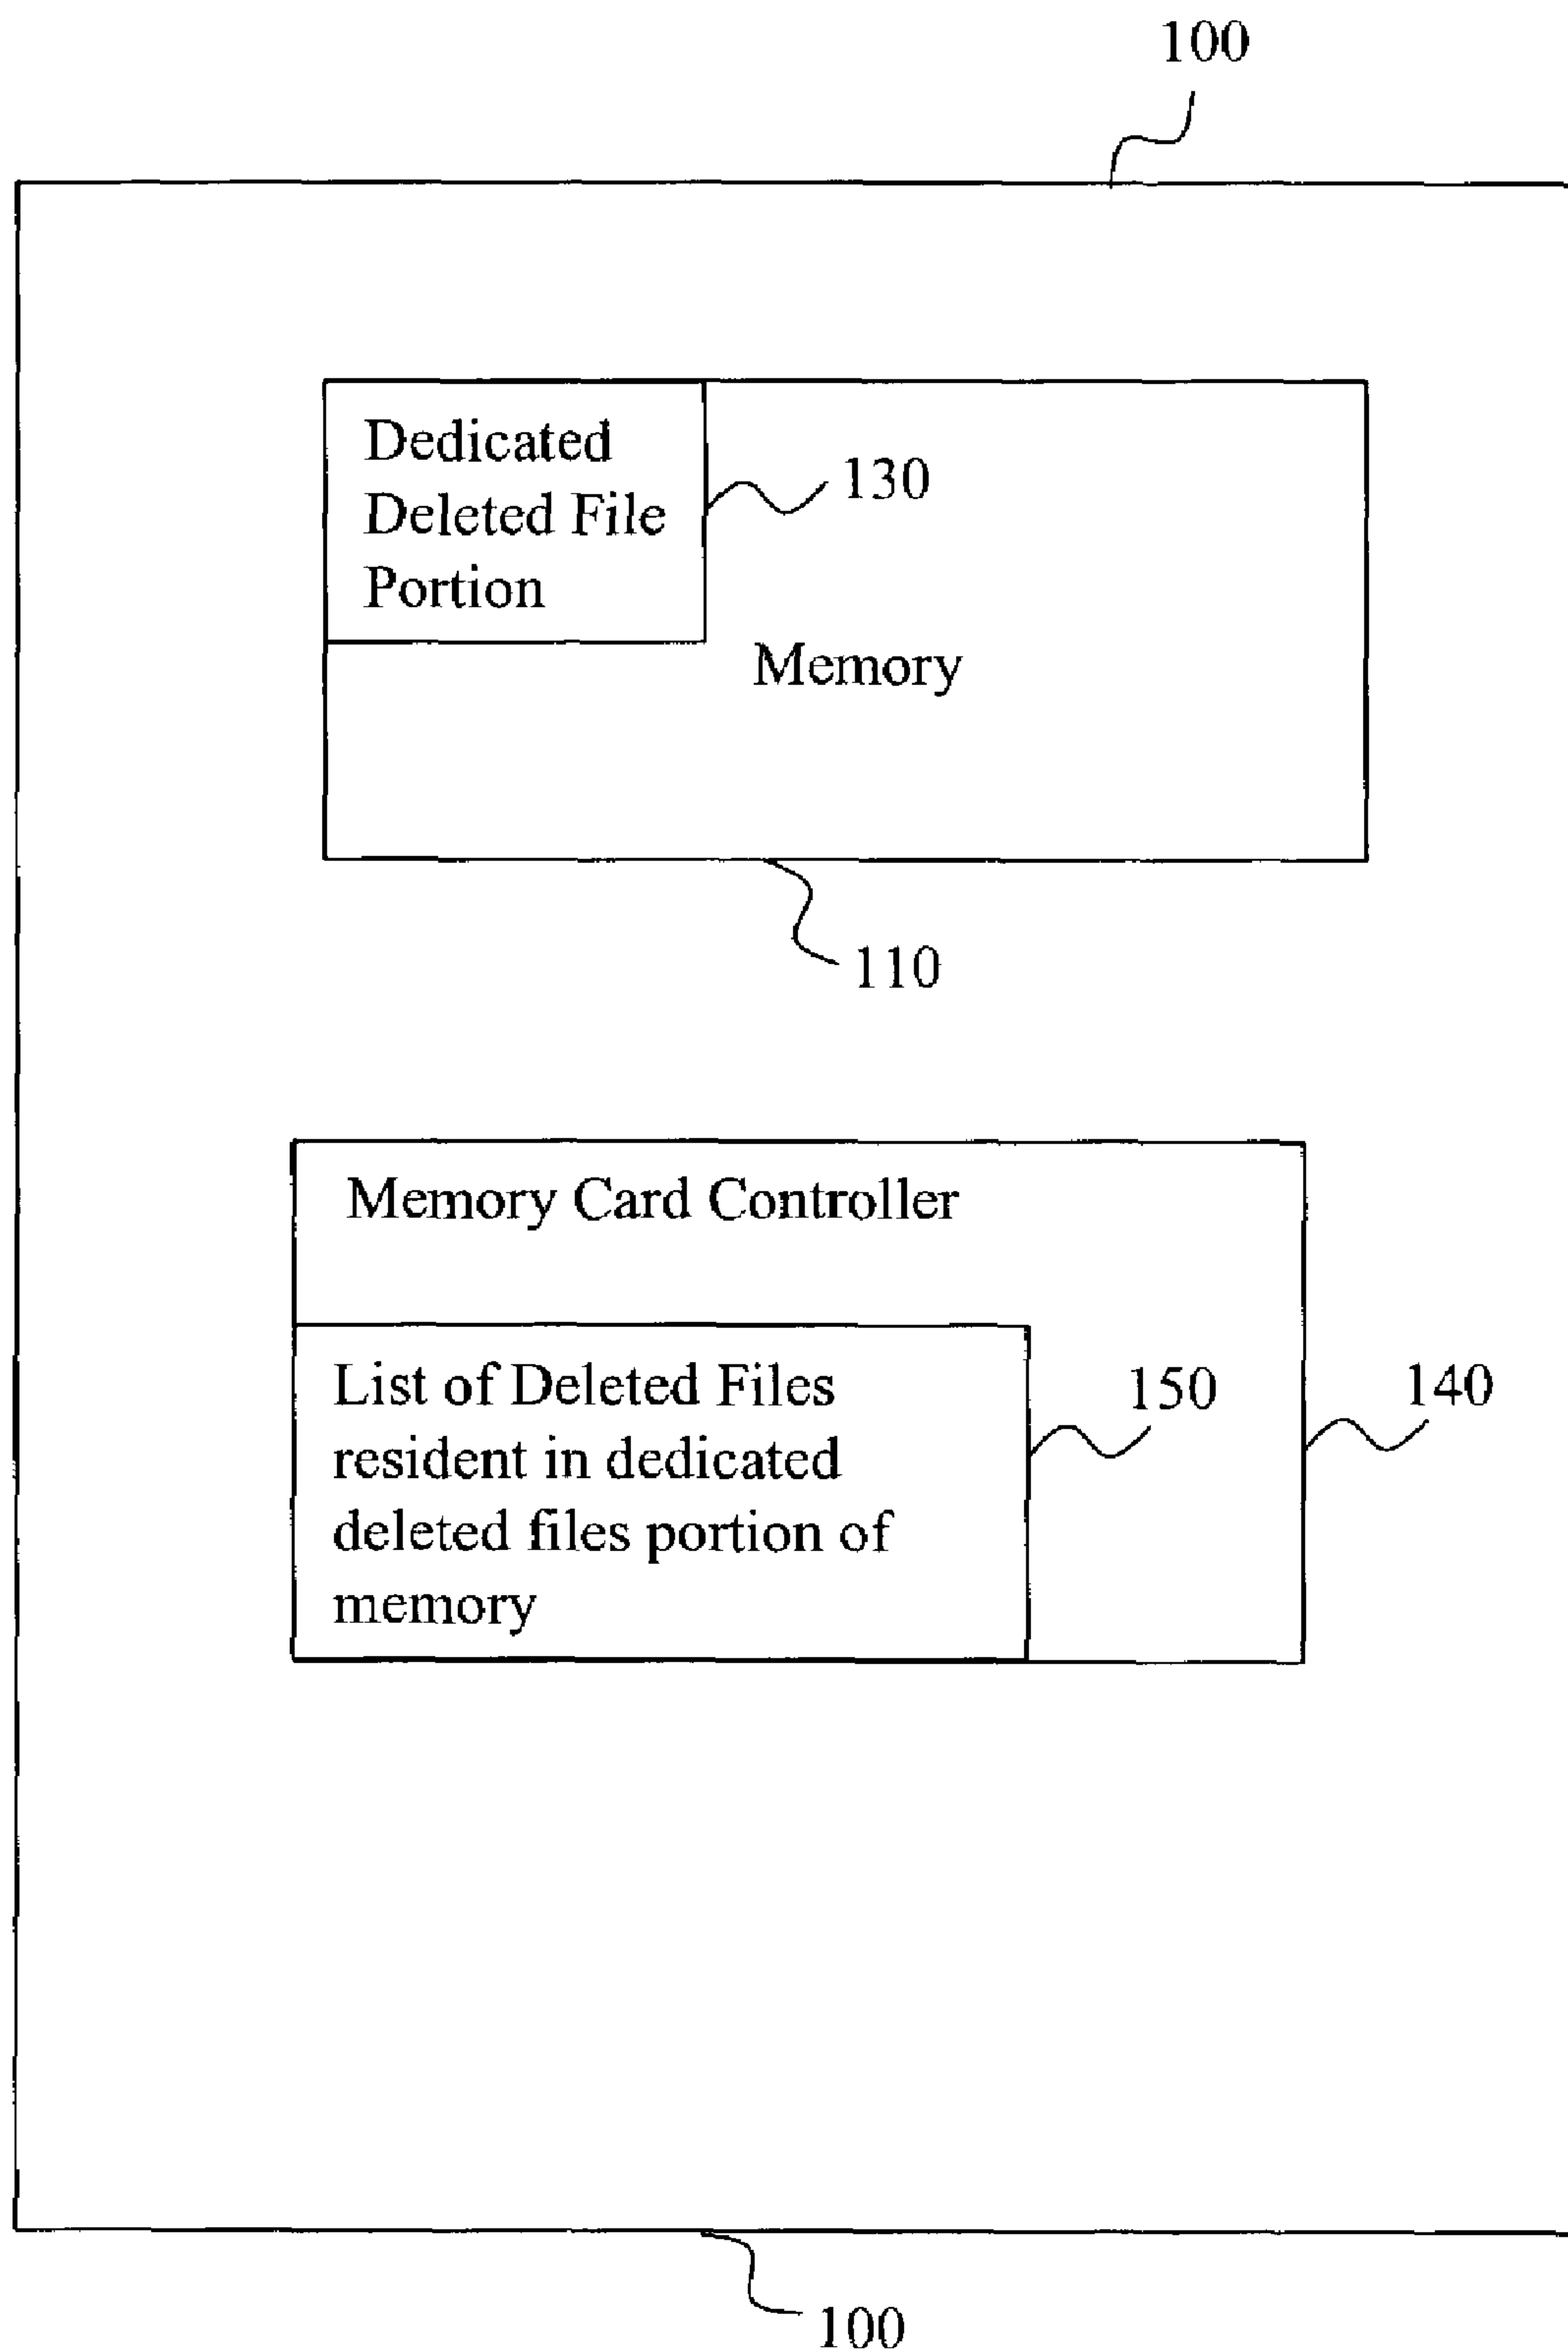 100
Dedicated
Deleted File
Portion
130
Memory
110
Memory Card Controller
List of Deleted Files
resident in dedicated
deleted files portion of
memory
150
140
100